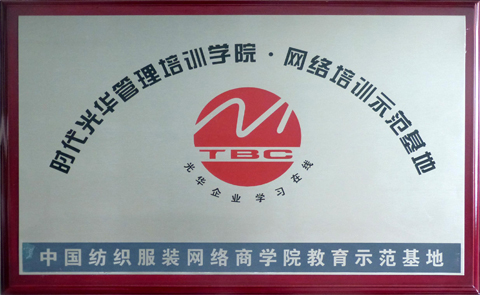 时代光华管理培训学院·网络培训示范基地
TBC
光华企业学习在线
中国纺织服装网络商学院教育示范基地